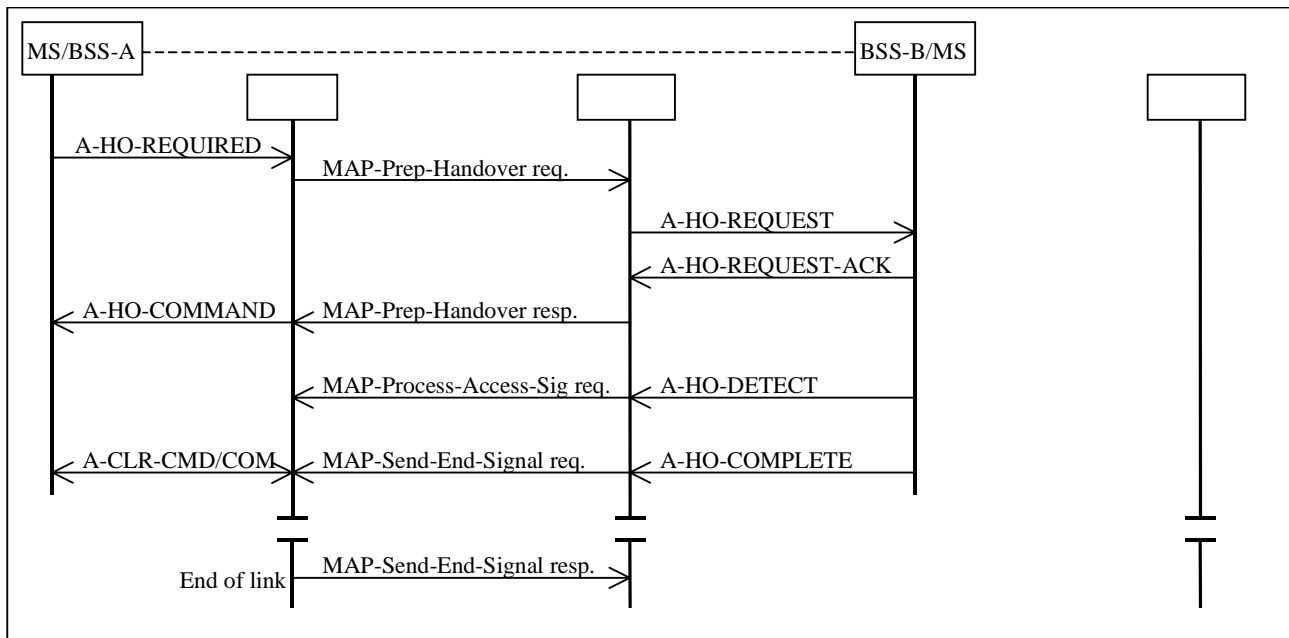 MS/BSS-A
BSS-B/MS
A-HO-REQUIRED
MAP-Prep-Handover req.
A-HO-REQUEST
A-HO-REQUEST-ACK
A-HO-COMMAND
MAP-Prep-Handover resp.
MAP-Process-Access-Sig req.
A-HO-DETECT
A-CLR-CMD/COM
MAP-Send-End-Signal req.
A-HO-COMPLETE
End of link
MAP-Send-End-Signal resp.